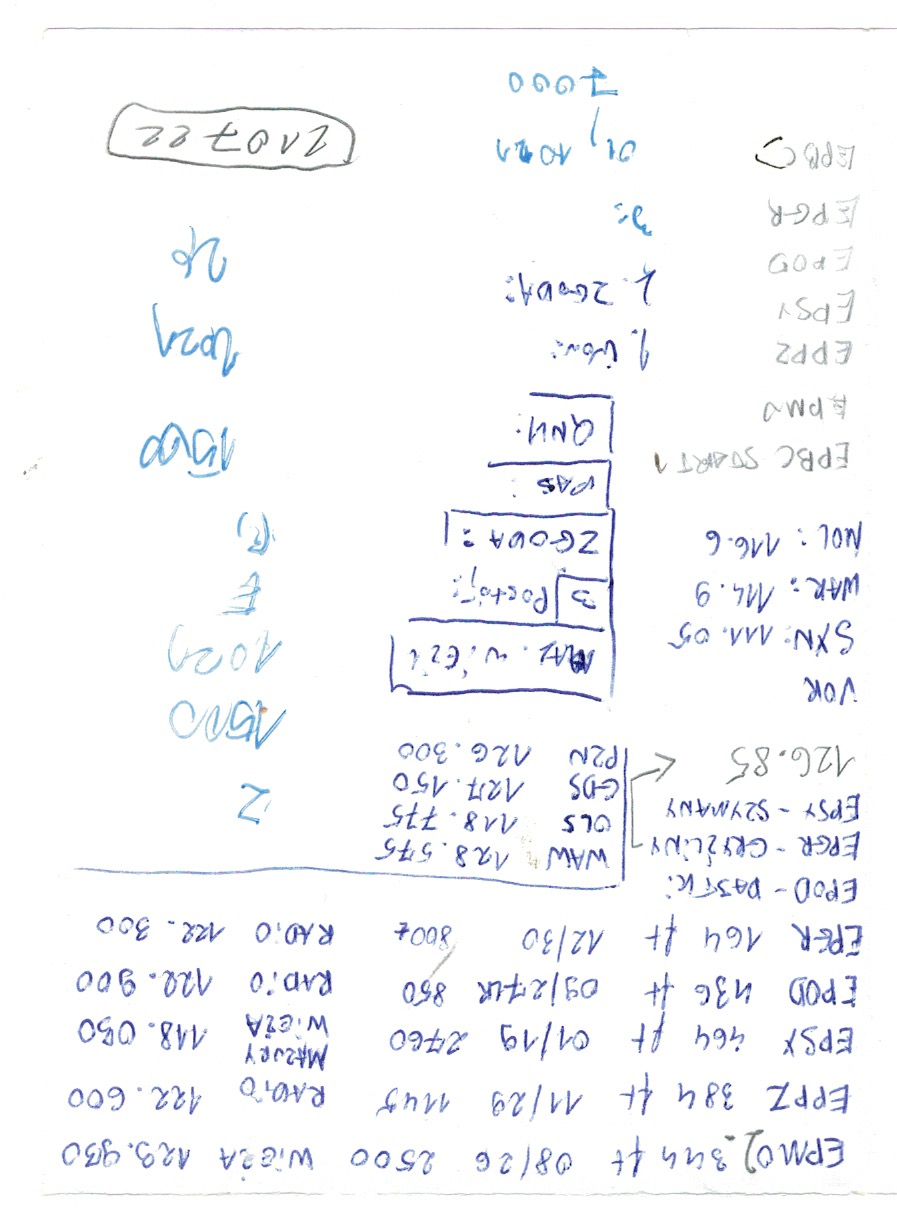 EPMO 344 ft 08/26 2500 WiEżA 123.930
EPPZ 384 ft 11/29 1145 RADiO 122.600
EPSY 464 ft 01/19 2760 MAZURY WiEżA 118.050
EPOD 436 ft 09/27LR 850 RADiO 122.900
EPGR 164 ft 12/30 800 RADiO 122.300
EPOD - DAJTKi
EPGR - GRYŹLiNY
EPSY - SZYMANY
126.85
WAW 128.575
OLS 118.775
GDS 127.150
PZN 126.300
VOR
SXN: 111.05
WAR: 114.9
MOL: 116.6
MAZ. WiEżA
3 Postój:
ZGODA:
PAS:
QNH:
EPBC START 1
EPMO
EPPZ
EPSY
EPOD
EPGR
EPBC
1.
2. ZGODA:
3:
01, 1021
7000
Z
1500
1021
E
1500
1021
26
210722